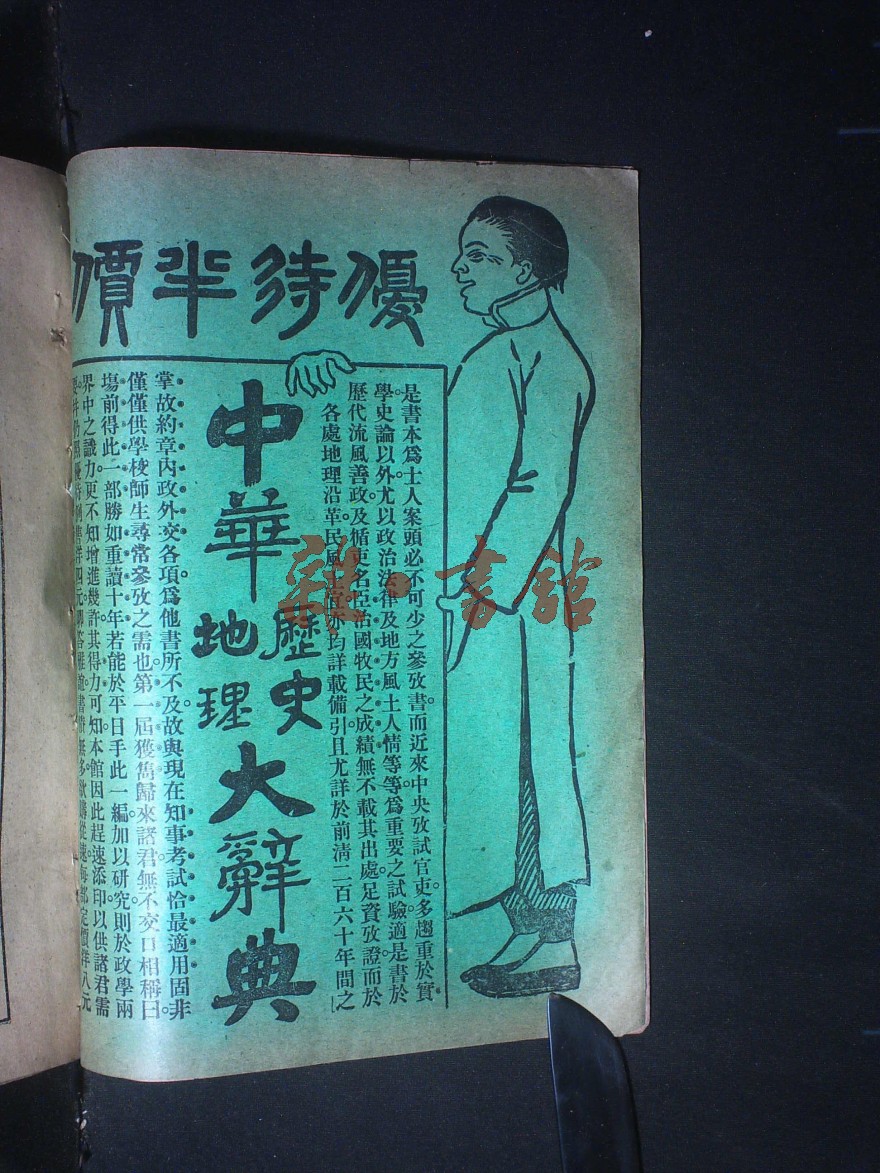 優待半價
是書本爲士人案頭必不可少之參攷書。而近來中央攷試官吏。多趨重於實
學史論以外。尤以政治法律及地方風土人情等等爲重要之試驗。適是書於
歷代流風善政。及循吏名臣治國牧民之成績。無不載其出處。足資攷證。而於
各處地理沿革。民風土宜。亦均詳載備引。且尤詳於前淸二百六十年間之
中華
歷史
地理
大辭典
掌故約章內政外交各項。爲他書所不及。故與現在知事考試恰最適用。固非
僅僅供學校師生尋常參攷之需也。第一屆獲雋歸來諸君。無不交口相稱曰。
塲前得此一部。勝如重讀十年。若能於平日手此一編。加以研究。則於政學兩
界中之識力。更不知增進幾許。其得力可知。本館因此趕速添印。以供諸君需
每部定價洋八元
雜·書館